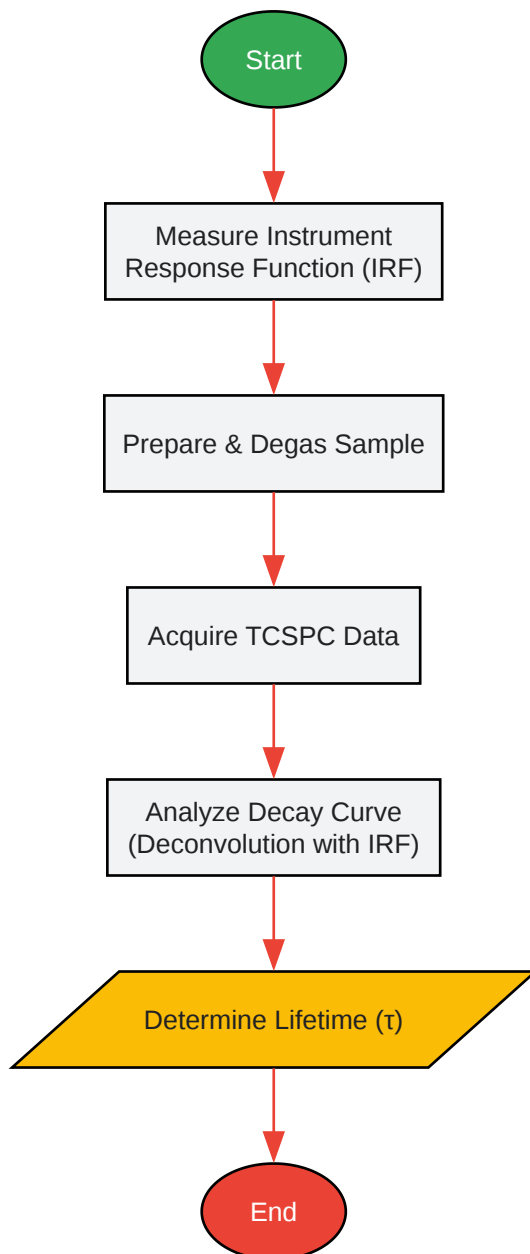 Start
Measure Instrument
Response Function (IRF)
Prepare & Degas Sample
Acquire TCSPC Data
Analyze Decay Curve
(Deconvolution with IRF)
Determine Lifetime (τ)
End